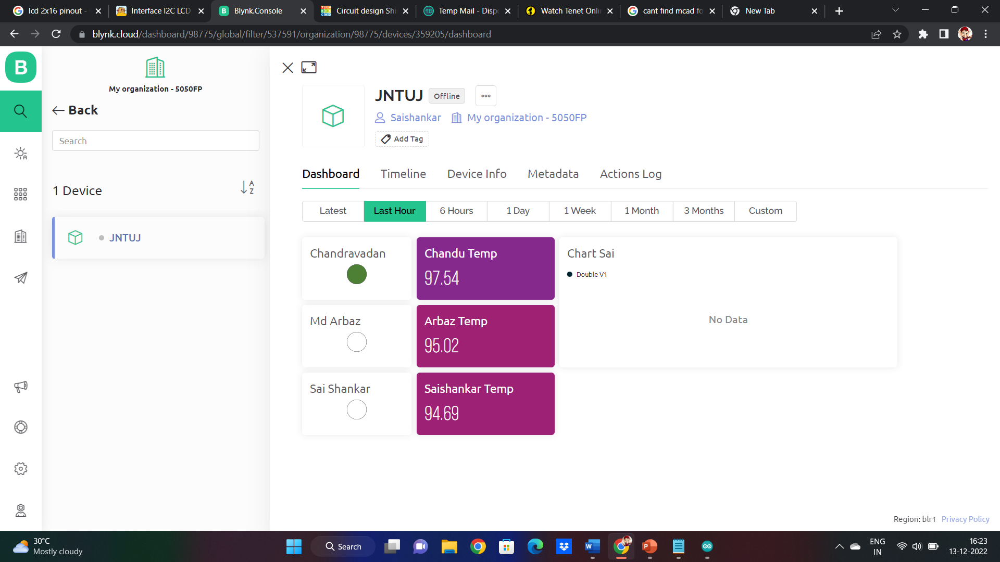 lcd 2x16 pinout -
Interface I2C LCD
Blynk.Console
Circuit design Shi
Temp Mail - Dispo
Watch Tenet Onli
cant find mcad fo
New Tab
blynk.cloud/dashboard/98775/global/filter/537591/organization/98775/devices/359205/dashboard
B
My organization - 5050FP
Back
Search
1 Device
JNTUJ
JNTUJ
Offline
Saishankar
My organization - 5050FP
Add Tag
Dashboard Timeline Device Info Metadata Actions Log
Latest Last Hour 6 Hours 1 Day 1 Week 1 Month 3 Months Custom
Chandravadan
Chandu Temp
97.54
Chart Sai
Double V1
No Data
Md Arbaz
Arbaz Temp
95.02
Sai Shankar
Saishankar Temp
94.69
Region: blr1 Privacy Policy
30°C
Mostly cloudy
Search
ENG
IN
16:23
13-12-2022